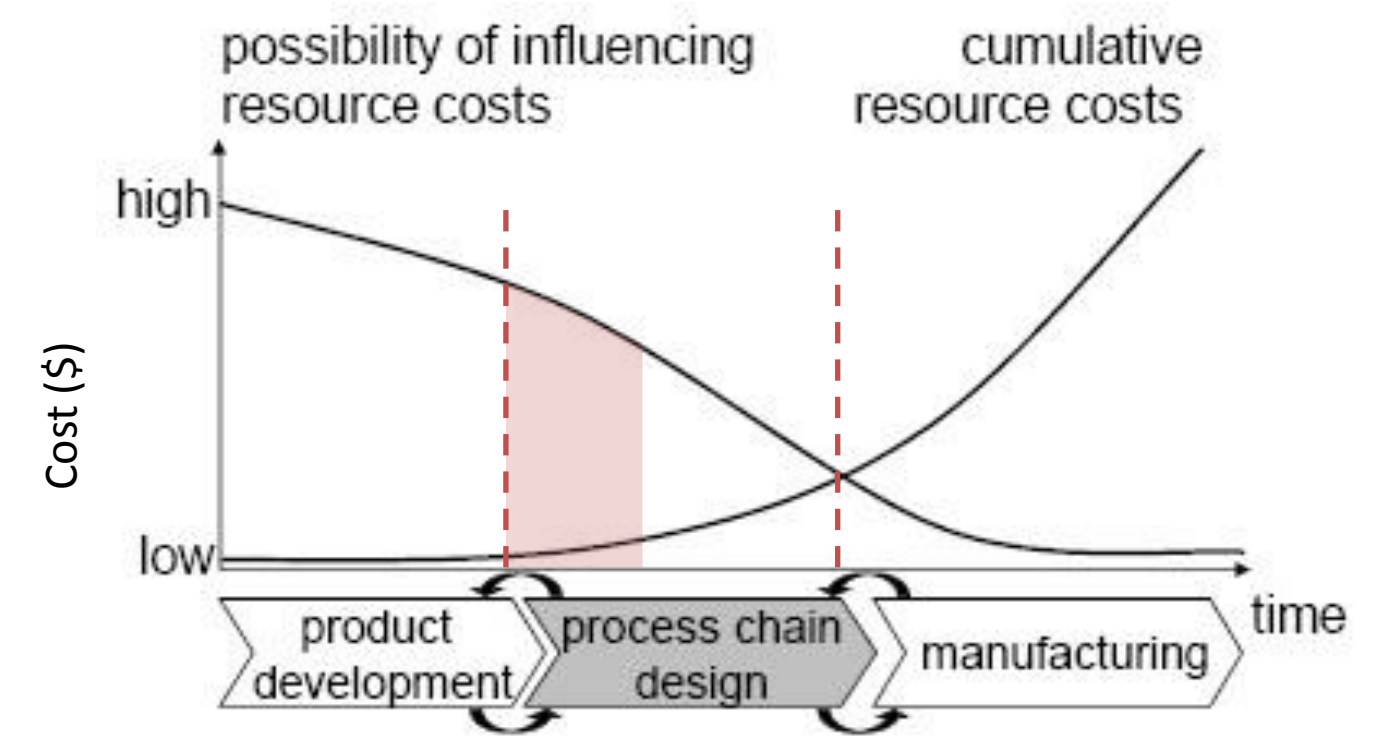 possibility of influencing
resource costs
cumulative
resource costs
high
Cost ($)
low
time
product
development
process chain
design
manufacturing